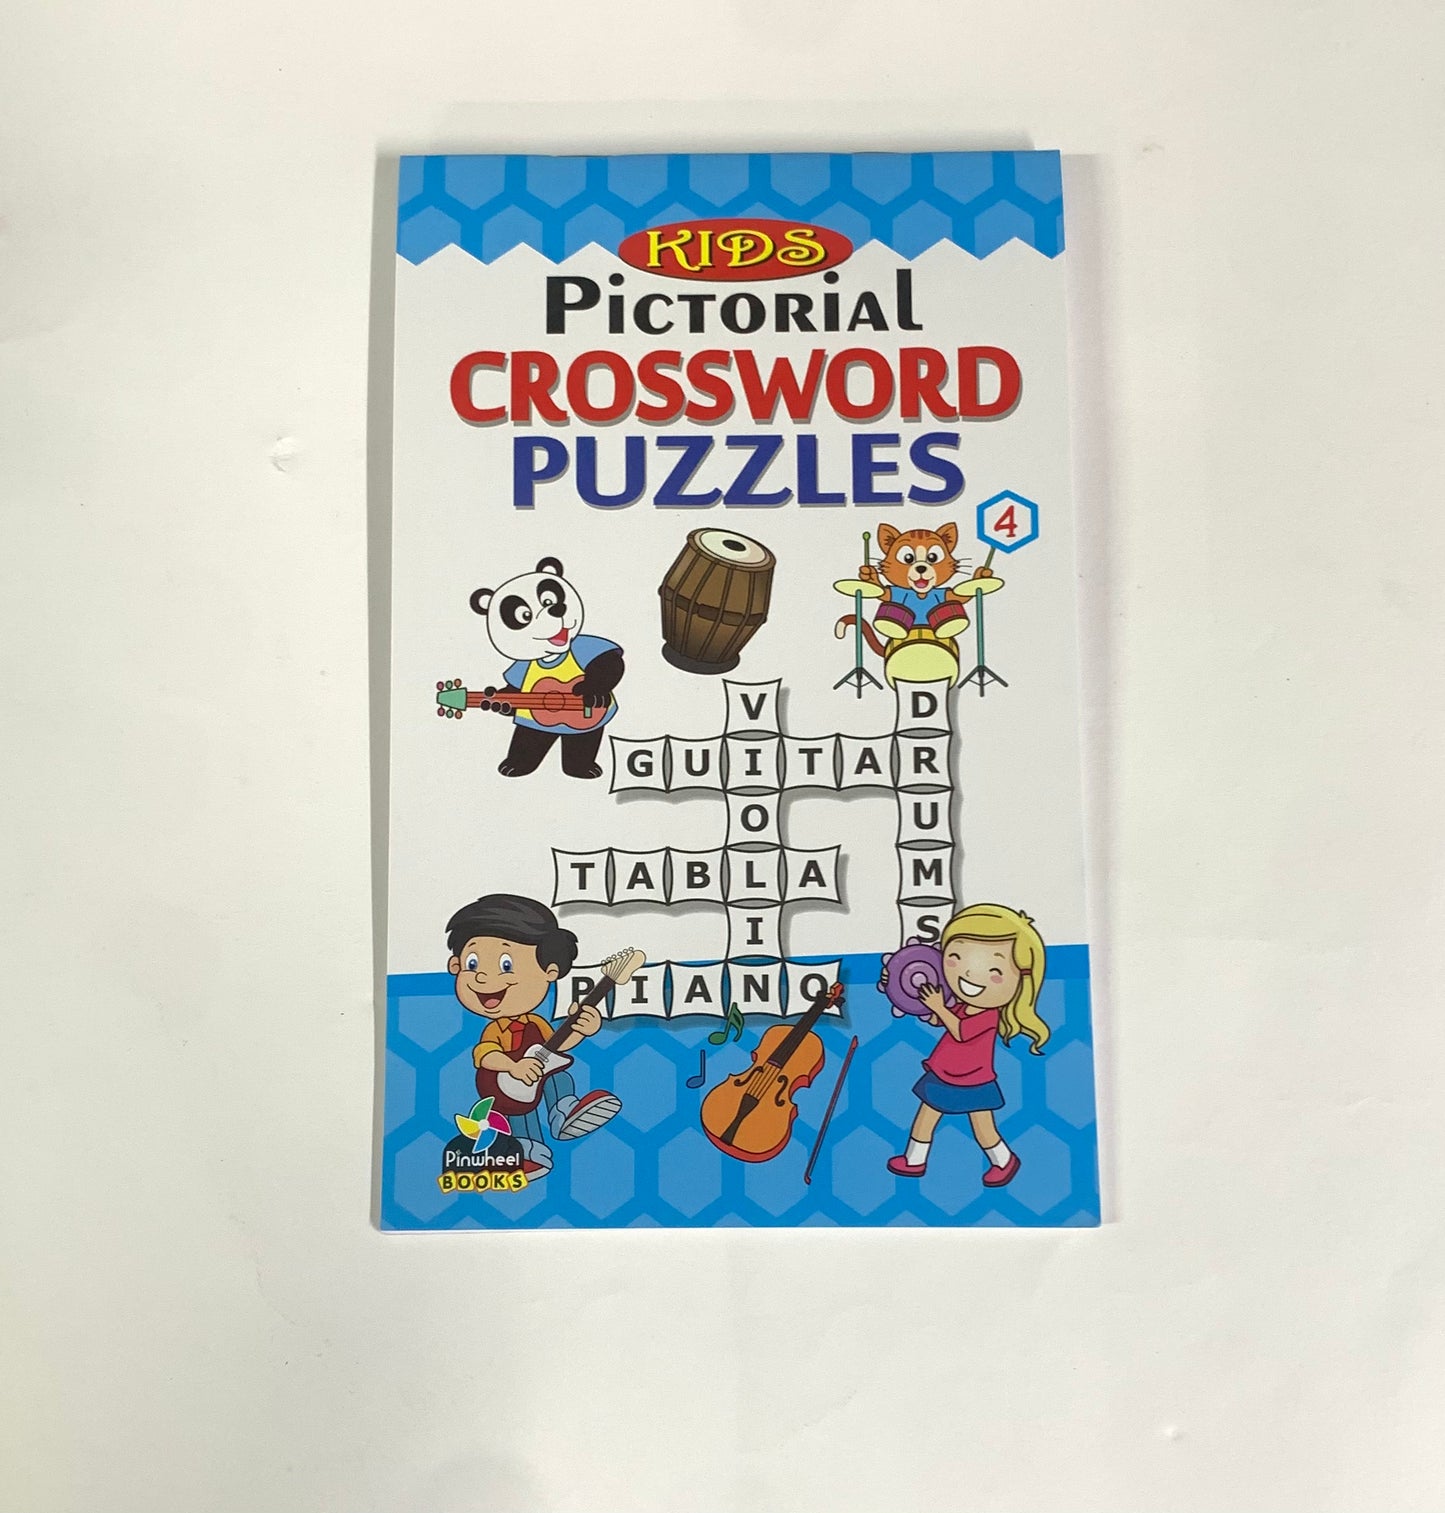 KIDS
PICTORIAL
CROSSWORD
PUZZLES
4
V
D
GUITAR
O
U
TABLA
M
I
S
PIANO
Pinwheel
BOOKS